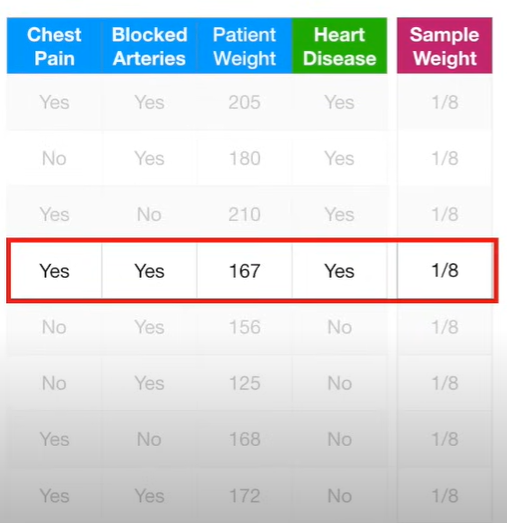 Chest Pain Blocked Arteries Patient Weight Heart Disease Sample Weight
Yes Yes 205 Yes 1/8
No Yes 180 Yes 1/8
Yes No 210 Yes 1/8
Yes Yes 167 Yes 1/8
No Yes 156 No 1/8
No Yes 125 No 1/8
Yes No 168 No 1/8
Yes Yes 172 No 1/8